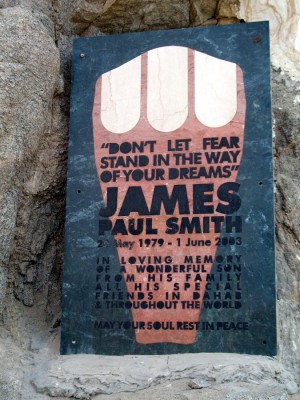 "DON'T LET FEAR
STAND IN THE WAY
OF YOUR DREAMS"
JAMES
PAUL SMITH
May 1979 - 1 June 2003
IN LOVING MEMORY
OF A WONDERFUL SON
FROM HIS FAMILY
ALL HIS SPECIAL
FRIENDS IN DAHAB
& THROUGHOUT THE WORLD
MAY YOUR SOUL REST IN PEACE